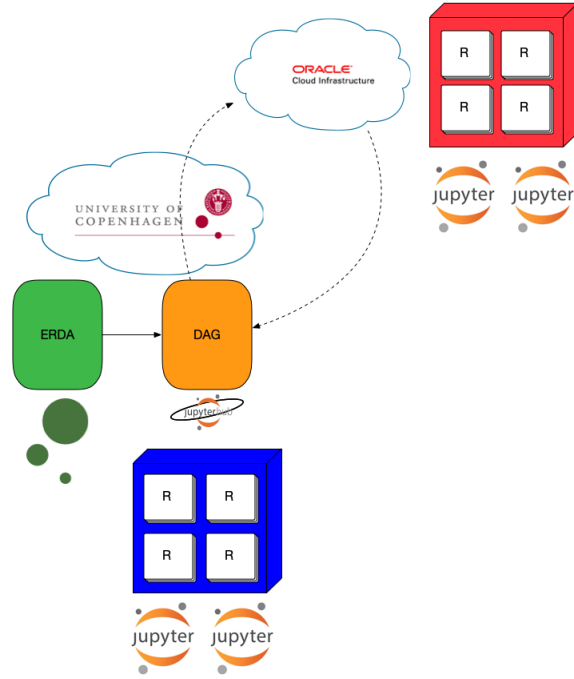 ORACLE
Cloud Infrastructure
R R
R R
jupyter jupyter
UNIVERSITY OF
COPENHAGEN
ERDA
DAG
jupyterhub
R R
R R
jupyter jupyter